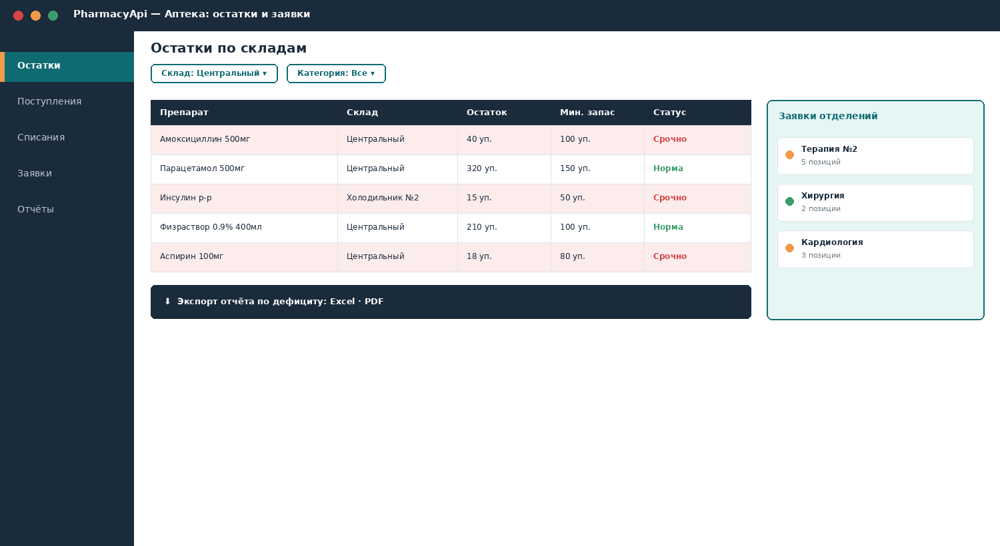 PharmacyApi — Аптека: остатки и заявки
Остатки
Поступления
Списания
Заявки
Отчёты
Остатки по складам
Склад: Центральный ▾
Категория: Все ▾
Препарат Склад Остаток Мин. запас Статус
Амоксициллин 500мг Центральный 40 уп. 100 уп. Срочно
Парацетамол 500мг Центральный 320 уп. 150 уп. Норма
Инсулин р-р Холодильник №2 15 уп. 50 уп. Срочно
Физраствор 0.9% 400мл Центральный 210 уп. 100 уп. Норма
Аспирин 100мг Центральный 18 уп. 80 уп. Срочно
⬇ Экспорт отчёта по дефициту: Excel · PDF
Заявки отделений
Терапия №2
5 позиций
Хирургия
2 позиции
Кардиология
3 позиции